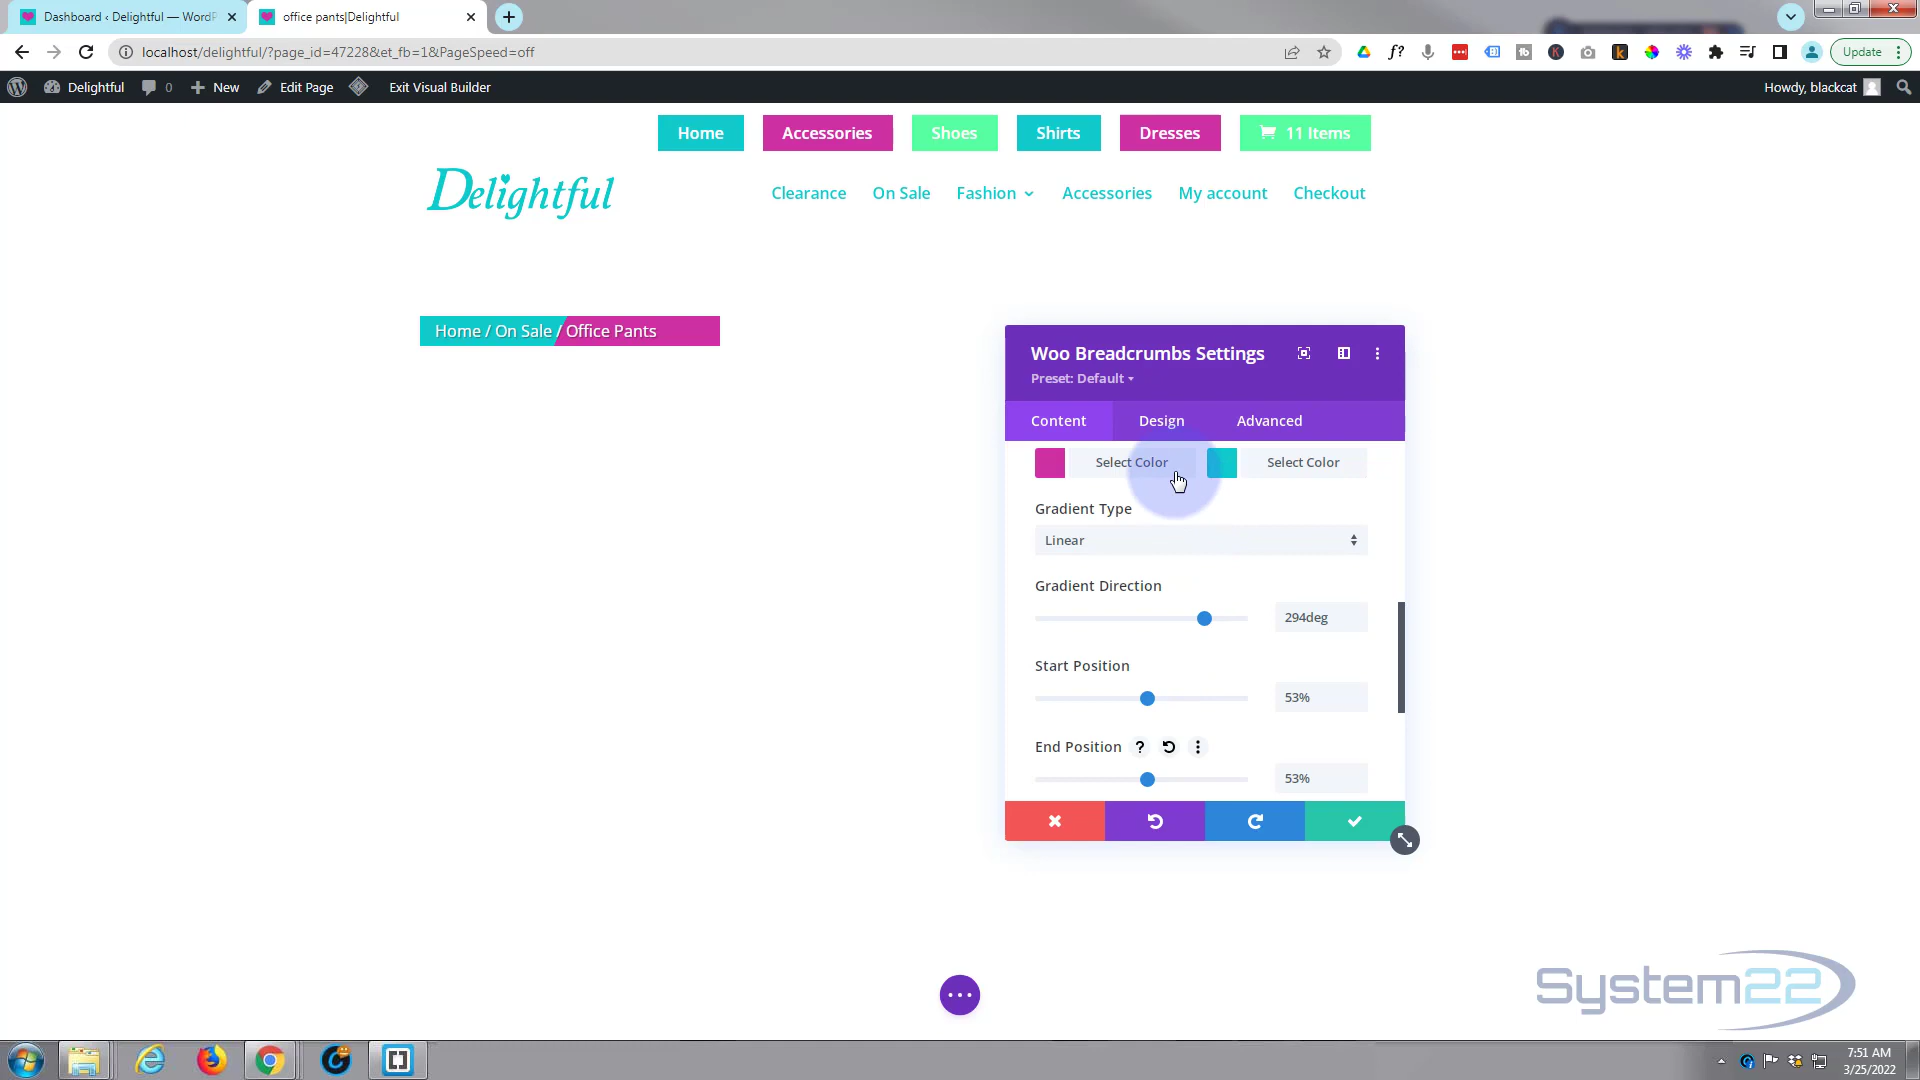 Dashboard ‹ Delightful — WordP
office pants|Delightful
localhost/delightful/?page_id=47228&et_fb=1&PageSpeed=off
Update
Delightful
0
New
Edit Page
Exit Visual Builder
Howdy, blackcat
Home
Accessories
Shoes
Shirts
Dresses
11 Items
Delightful
Clearance
On Sale
Fashion
Accessories
My account
Checkout
Home / On Sale / Office Pants
Woo Breadcrumbs Settings
Preset: Default
Content
Design
Advanced
Select Color
Select Color
Gradient Type
Linear
Gradient Direction
294deg
Start Position
53%
End Position ?
53%
System22
7:51 AM
3/25/2022